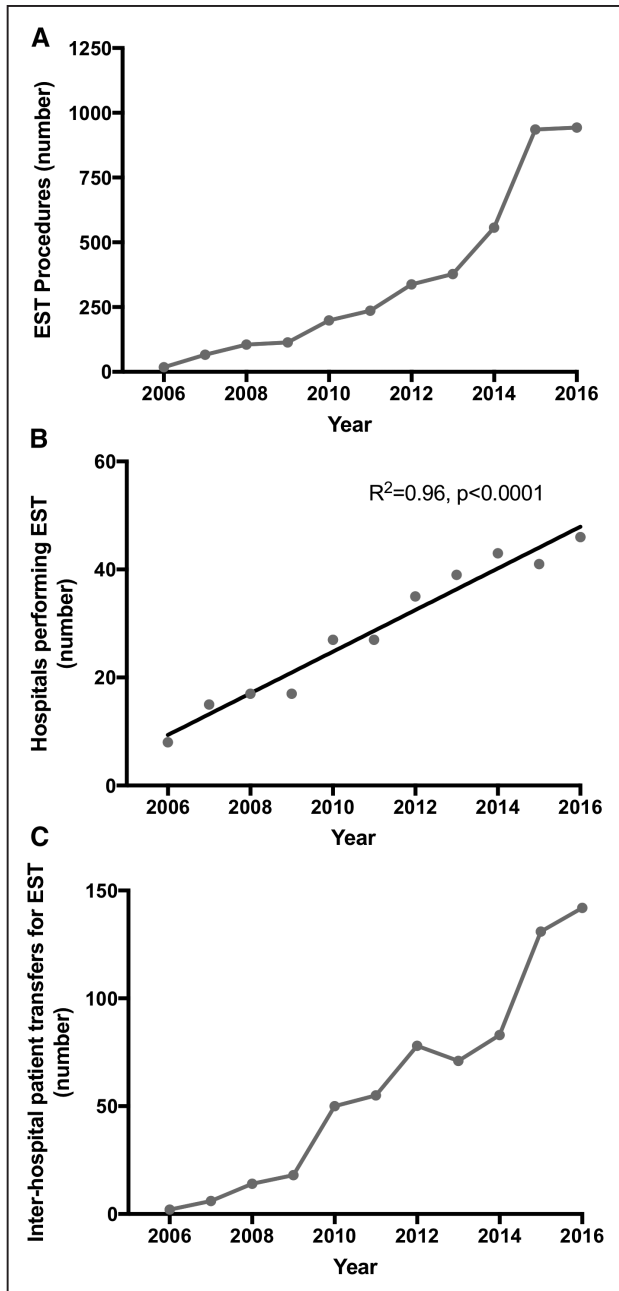 A
EST Procedures (number)
1250
1000
750
500
250
0
2006 2008 2010 2012 2014 2016
Year
B
Hospitals performing EST
(number)
R²=0.96, p<0.0001
60
40
20
0
2006 2008 2010 2012 2014 2016
Year
C
Inter-hospital patient transfers for EST
(number)
150
100
50
0
2006 2008 2010 2012 2014 2016
Year